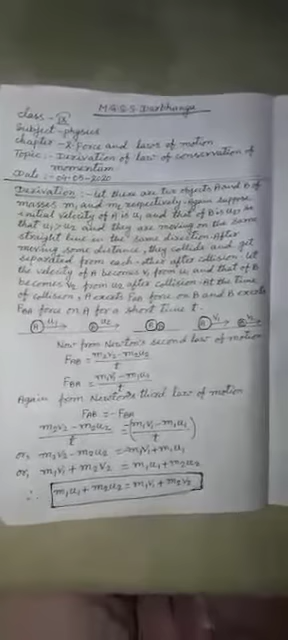 M.G.S.S Darbhanga
class - IX
Subject - physics
chapter - 2. Force and laws of motion
Topic :- Derivation of law of conservation of
momentum
Date :- 04-05-2020
Derivation :- Let there are two objects A and B of
masses m₁ and m₂ respectively. Again suppose
initial velocity of A is u₁ and that of B is u₂, so
that u₁ > u₂ and they are moving on the same
straight line in the same direction after
moving some distance, they collide and get
separated from each-other after collision. Let
the velocity of A becomes v₁ from u₁ and that of B
becomes v₂ from u₂ after collision. At the time
of collision, A exerts FAB force on B and B exerts
FBA force on A for a short time t.
A u₁ B u₂ A B A v₁ B v₂
Now from Newton's second law of motion
FAB = m₂v₂ - m₂u₂ / t
FBA = m₁v₁ - m₁u₁ / t
Again from Newton's third law of motion
FAB = - FBA
m₂v₂ - m₂u₂ / t = -(m₁v₁ - m₁u₁ / t)
or, m₂v₂ - m₂u₂ = -m₁v₁ + m₁u₁
or, m₁v₁ + m₂v₂ = m₁u₁ + m₂u₂
∴ m₁u₁ + m₂u₂ = m₁v₁ + m₂v₂